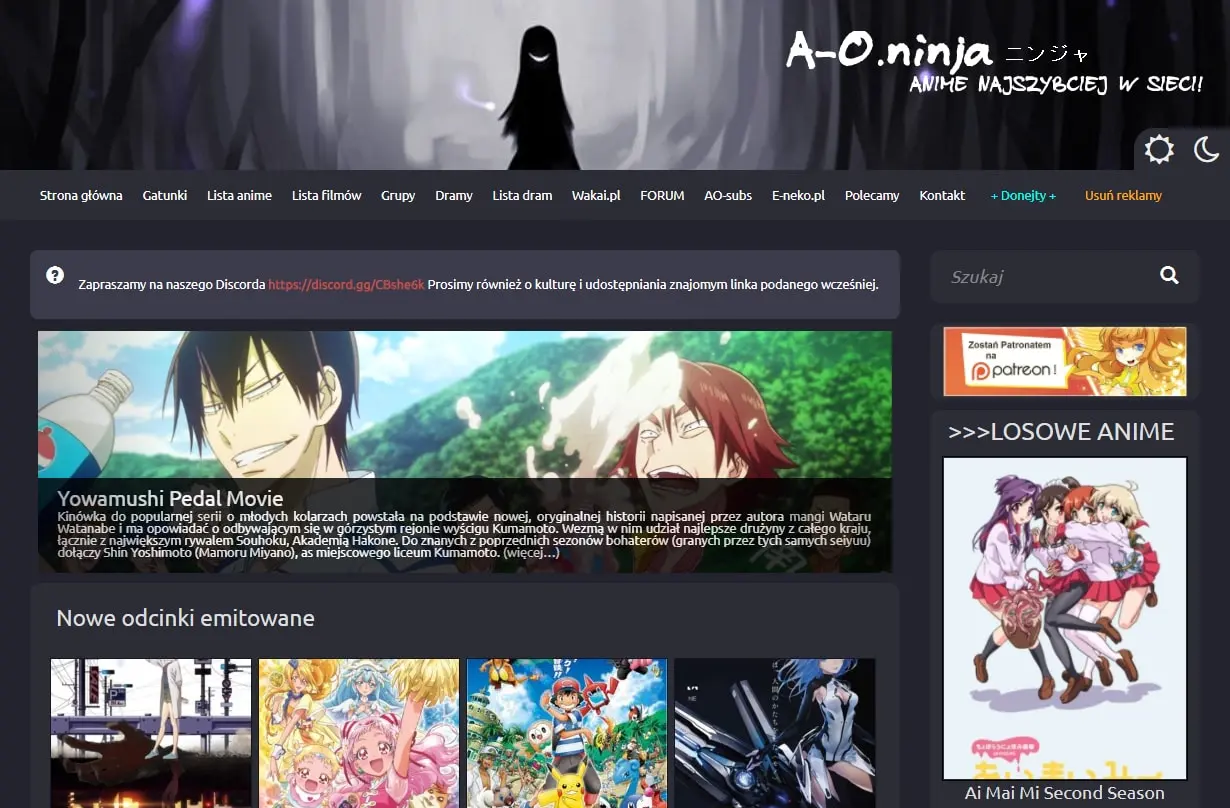 A-O.ninja ニンジャ
ANIME NAJSZYBCIEJ W SIECI!
Strona główna Gatunki Lista anime Lista filmów Grupy Dramy Lista dram Wakai.pl FORUM AO-subs E-neko.pl Polecamy Kontakt + Donejty + Usuń reklamy
Zapraszamy na naszego Discorda https://discord.gg/CBshe6k Prosimy również o kulturę i udostępniania znajomym linka podanego wcześniej.
Szukaj
Zostań Patronatem
na
patreon !
Yowamushi Pedal Movie
Kinówka do popularnej serii o młodych kolarzach powstała na podstawie nowej, oryginalnej historii napisanej przez autora mangi Wataru
Watanabe i ma opowiadać o odbywającym się w górzystym rejonie wyścigu Kumamoto. Wezmą w nim udział najlepsze drużyny z całego kraju,
łącznie z największym rywalem Souhoku, Akademią Hakone. Do znanych z poprzednich sezonów bohaterów (granych przez tych samych seiyuu)
dołączy Shin Yoshimoto (Mamoru Miyano), as miejscowego liceum Kumamoto. (więcej...)
>>>LOSOWE ANIME
あいまいみー
Ai Mai Mi Second Season
Nowe odcinki emitowane